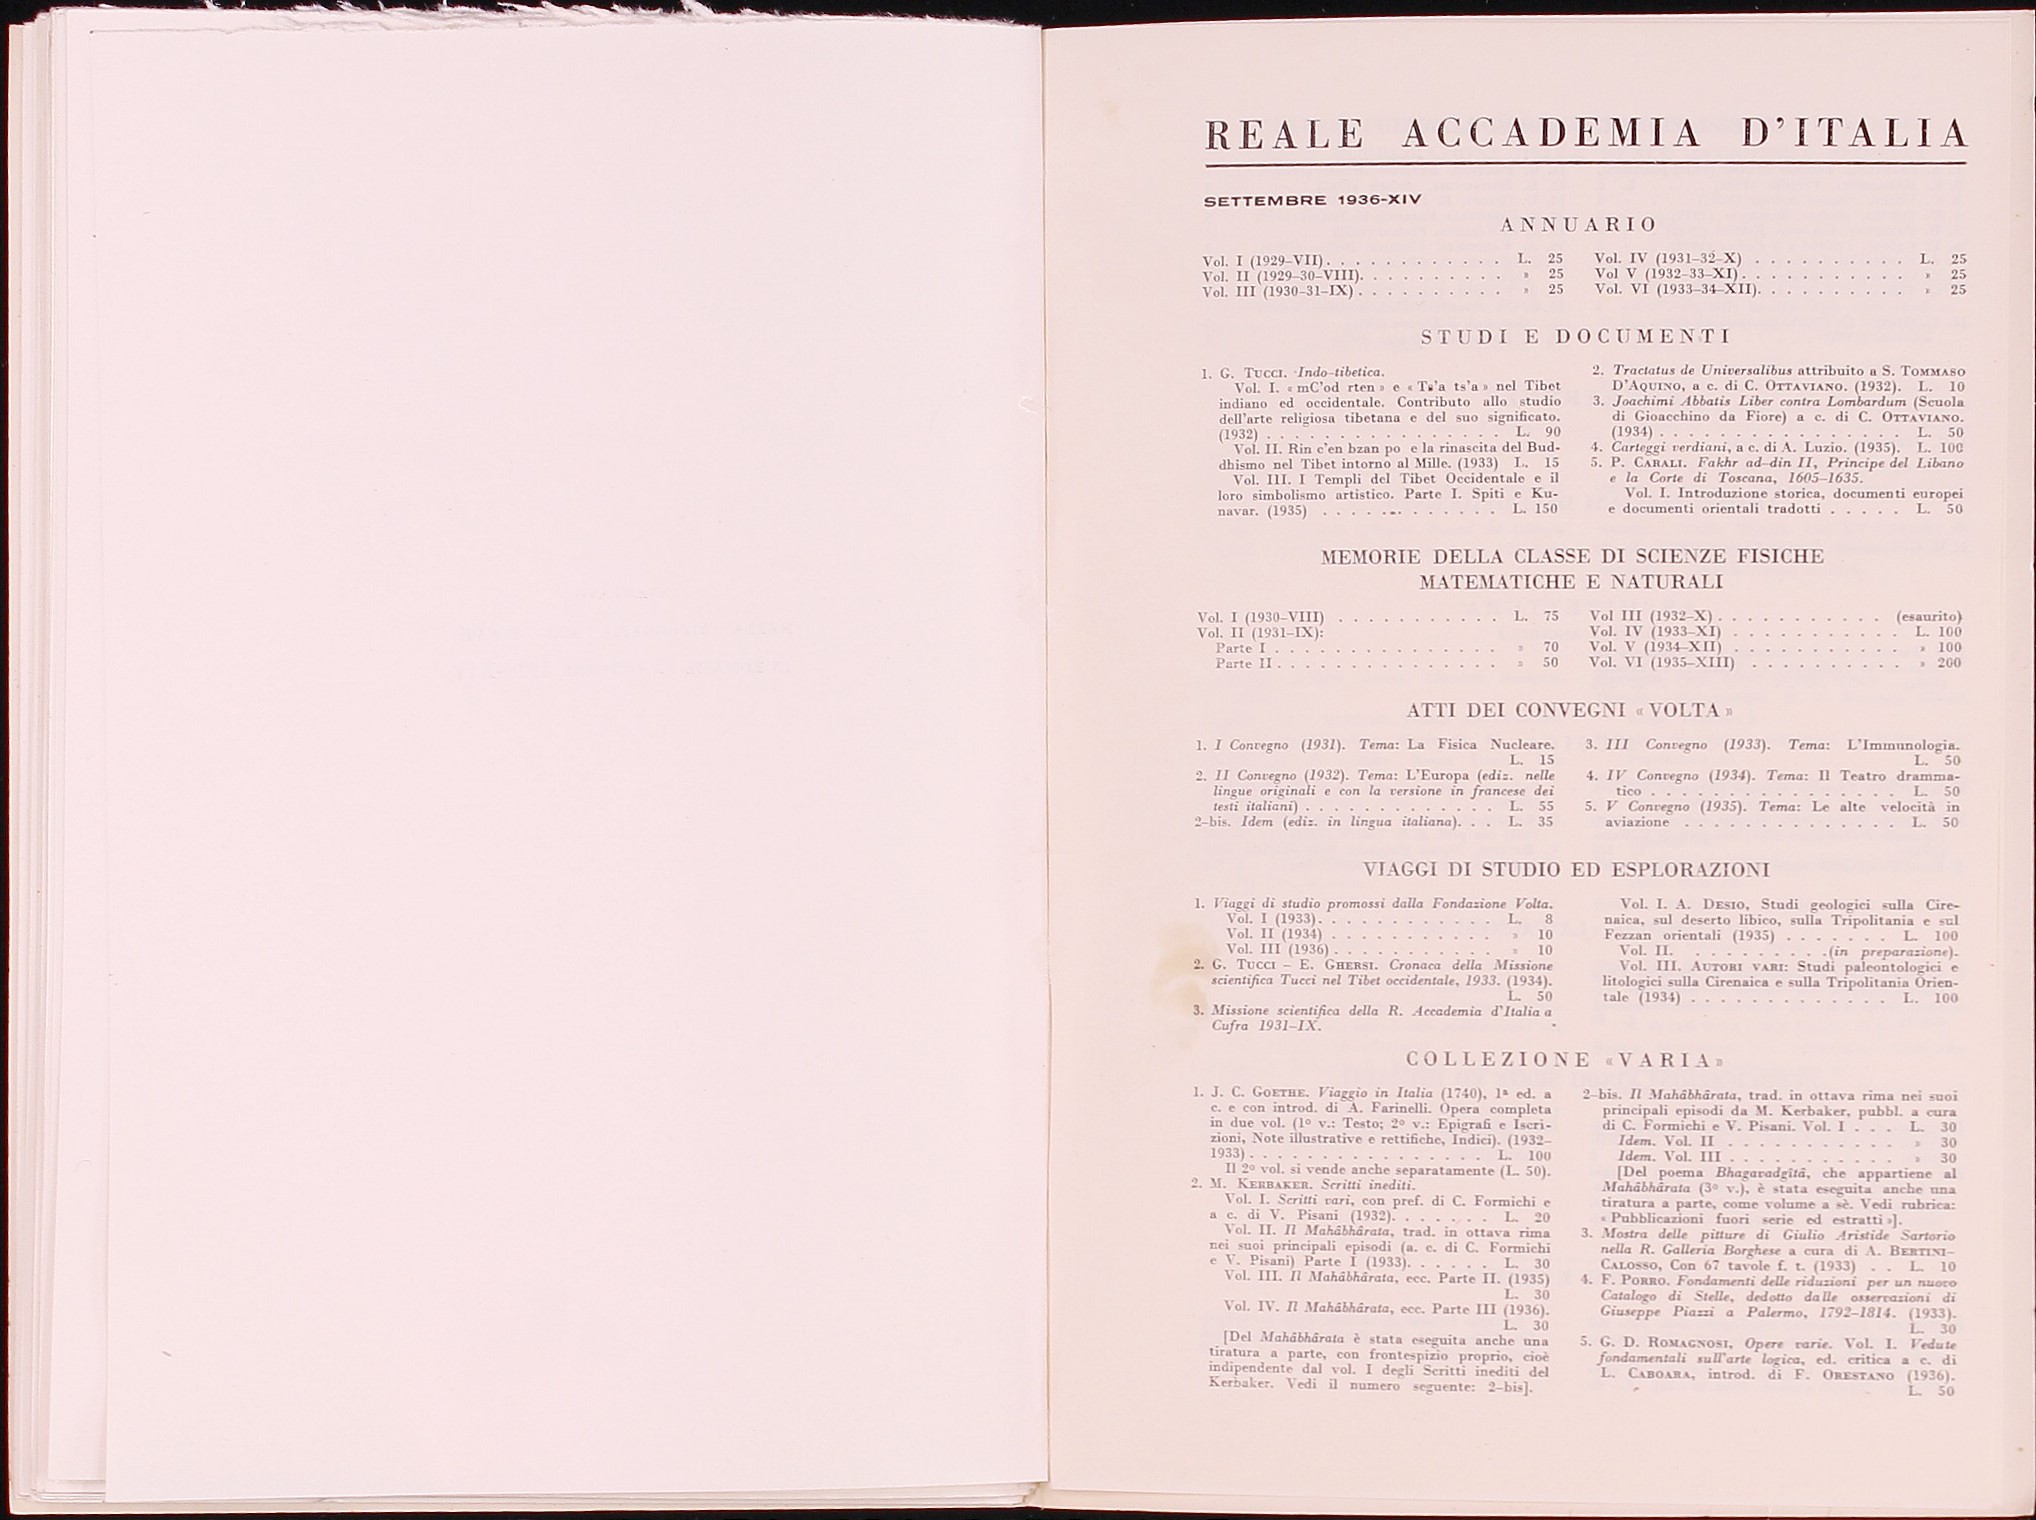 REALE ACCADEMIA D'ITALIA
SETTEMBRE 1936-XIV
ANNUARIO
Vol. I (1929-VII). . . . . . . . . . . . L. 25
Vol. II (1929-30-VIII). . . . . . . . . . » 25
Vol. III (1930-31-IX) . . . . . . . . . . » 25
Vol. IV (1931-32-X) . . . . . . . . . . L. 25
Vol V (1932-33-XI) . . . . . . . . . . . » 25
Vol. VI (1933-34-XII). . . . . . . . . . » 25
STUDI E DOCUMENTI
1. G. TUCCI. Indo-tibetica.
Vol. I. « mC'od rten » e « Ts'a ts'a » nel Tibet
indiano ed occidentale. Contributo allo studio
dell'arte religiosa tibetana e del suo significato.
(1932) . . . . . . . . . . . . . . . . L. 90
Vol. II. Rin c'en bzan po e la rinascita del Bud-
dhismo nel Tibet intorno al Mille. (1933) L. 15
Vol. III. I Templi del Tibet Occidentale e il
loro simbolismo artistico. Parte I. Spiti e Ku-
navar. (1935) . . . . . . . . . . . . L. 150
2. Tractatus de Universalibus attribuito a S. TOMMASO
D'AQUINO, a c. di C. OTTAVIANO. (1932). L. 10
3. Joachimi Abbatis Liber contra Lombardum (Scuola
di Gioacchino da Fiore) a c. di C. OTTAVIANO.
(1934) . . . . . . . . . . . . . . . . . L. 50
4. Carteggi verdiani, a c. di A. Luzio. (1935). L. 100
5. P. CARALI. Fakhr ad-din II, Principe del Libano
e la Corte di Toscana, 1605-1635.
Vol. I. Introduzione storica, documenti europei
e documenti orientali tradotti . . . . . L. 50
MEMORIE DELLA CLASSE DI SCIENZE FISICHE
MATEMATICHE E NATURALI
Vol. I (1930-VIII) . . . . . . . . . . . L. 75
Vol. II (1931-IX):
Parte I . . . . . . . . . . . . . . . » 70
Parte II . . . . . . . . . . . . . . . » 50
Vol III (1932-X) . . . . . . . . . . . (esaurito)
Vol. IV (1933-XI) . . . . . . . . . . . . L. 100
Vol. V (1934-XII) . . . . . . . . . . . . » 100
Vol. VI (1935-XIII) . . . . . . . . . . . » 200
ATTI DEI CONVEGNI « VOLTA »
1. I Convegno (1931). Tema: La Fisica Nucleare.
L. 15
2. II Convegno (1932). Tema: L'Europa (ediz. nelle
lingue originali e con la versione in francese dei
testi italiani) . . . . . . . . . . . . . L. 55
2-bis. Idem (ediz. in lingua italiana). . . L. 35
3. III Convegno (1933). Tema: L'Immunologia.
L. 50
4. IV Convegno (1934). Tema: Il Teatro dramma-
tico . . . . . . . . . . . . . . . . . L. 50
5. V Convegno (1935). Tema: Le alte velocità in
aviazione . . . . . . . . . . . . . . . L. 50
VIAGGI DI STUDIO ED ESPLORAZIONI
1. Viaggi di studio promossi dalla Fondazione Volta.
Vol. I (1933). . . . . . . . . . . . . L. 8
Vol. II (1934) . . . . . . . . . . . . » 10
Vol. III (1936) . . . . . . . . . . . . » 10
2. G. TUCCI - E. GHERSI. Cronaca della Missione
scientifica Tucci nel Tibet occidentale, 1933. (1934).
L. 50
3. Missione scientifica della R. Accademia d'Italia a
Cufra 1931-IX.
Vol. I. A. DESIO, Studi geologici sulla Cire-
naica, sul deserto libico, sulla Tripolitania e sul
Fezzan orientali (1935) . . . . . . . L. 100
Vol. II. . . . . . . . . . .(in preparazione).
Vol. III. AUTORI VARI: Studi paleontologici e
litologici sulla Cirenaica e sulla Tripolitania Orien-
tale (1934) . . . . . . . . . . . . . . L. 100
COLLEZIONE « VARIA »
1. J. C. GOETHE. Viaggio in Italia (1740), 1ª ed. a
c. e con introd. di A. Farinelli. Opera completa
in due vol. (1º v.: Testo; 2º v.: Epigrafi e Iscri-
zioni, Note illustrative e rettifiche, Indici). (1932-
1933) . . . . . . . . . . . . . . . . L. 100
Il 2º vol. si vende anche separatamente (L. 50).
2. M. KERBAKER. Scritti inediti.
Vol. I. Scritti vari, con pref. di C. Formichi e
a c. di V. Pisani (1932). . . . . . . L. 20
Vol. II. Il Mahâbhârata, trad. in ottava rima
nei suoi principali episodi (a. c. di C. Formichi
e V. Pisani) Parte I (1933). . . . . . L. 30
Vol. III. Il Mahâbhârata, ecc. Parte II. (1935)
L. 30
Vol. IV. Il Mahâbhârata, ecc. Parte III (1936).
L. 30
[Del Mahâbhârata è stata eseguita anche una
tiratura a parte, con frontespizio proprio, cioè
indipendente dal vol. I degli Scritti inediti del
Kerbaker. Vedi il numero seguente: 2-bis].
2-bis. Il Mahâbhârata, trad. in ottava rima nei suoi
principali episodi da M. Kerbaker, pubbl. a cura
di C. Formichi e V. Pisani. Vol. I . . . L. 30
Idem. Vol. II . . . . . . . . . . . . » 30
Idem. Vol. III . . . . . . . . . . . . » 30
[Del poema Bhagavadgîtâ, che appartiene al
Mahâbhârata (3º v.), è stata eseguita anche una
tiratura a parte, come volume a sè. Vedi rubrica:
« Pubblicazioni fuori serie ed estratti »].
3. Mostra delle pitture di Giulio Aristide Sartorio
nella R. Galleria Borghese a cura di A. BERTINI-
CALOSSO, Con 67 tavole f. t. (1933) . . L. 10
4. F. PORRO. Fondamenti delle riduzioni per un nuovo
Catalogo di Stelle, dedotto dalle osservazioni di
Giuseppe Piazzi a Palermo, 1792-1814. (1933).
L. 30
5. G. D. ROMAGNOSI, Opere varie. Vol. I. Vedute
fondamentali sull'arte logica, ed. critica a c. di
L. CABOARA, introd. di F. ORESTANO (1936).
L. 50